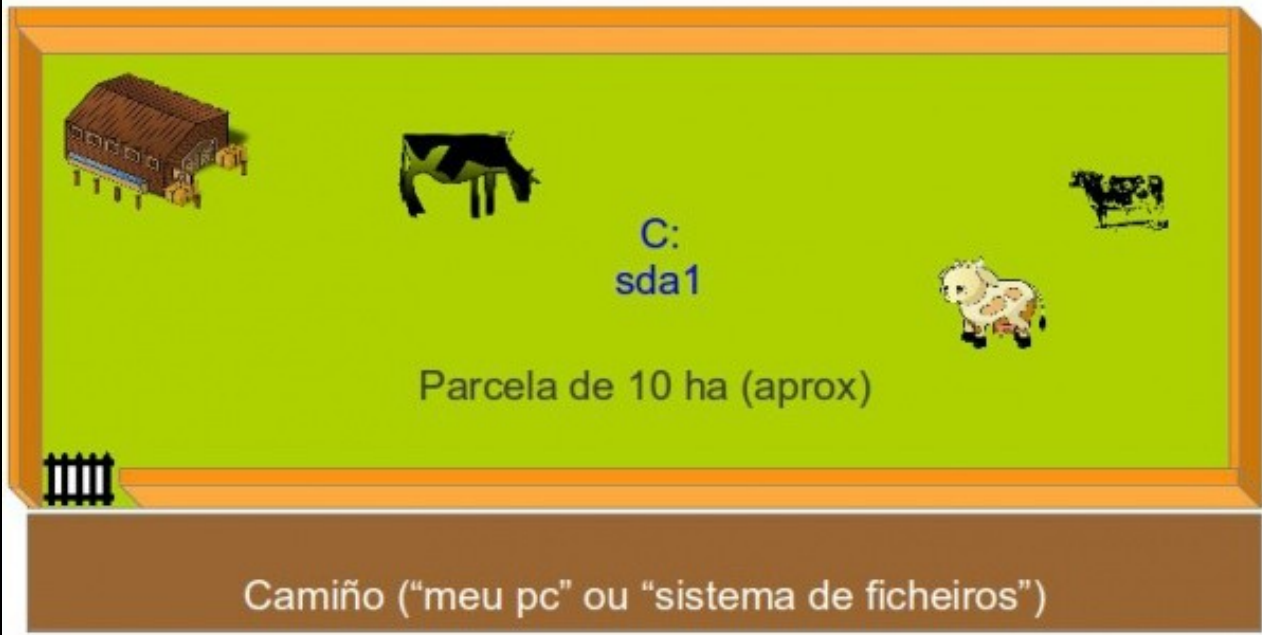 C:
sda1
Parcela de 10 ha (aprox)
Camiño (“meu pc” ou “sistema de ficheiros”)